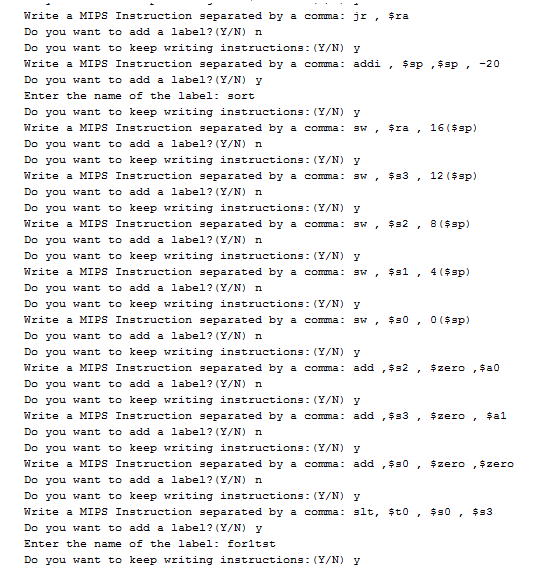 Write a MIPS Instruction separated by a comma: jr , $ra
Do you want to add a label?(Y/N) n
Do you want to keep writing instructions:(Y/N) y
Write a MIPS Instruction separated by a comma: addi , $sp ,$sp , -20
Do you want to add a label?(Y/N) y
Enter the name of the label: sort
Do you want to keep writing instructions:(Y/N) y
Write a MIPS Instruction separated by a comma: sw , $ra , 16($sp)
Do you want to add a label?(Y/N) n
Do you want to keep writing instructions:(Y/N) y
Write a MIPS Instruction separated by a comma: sw , $s3 , 12($sp)
Do you want to add a label?(Y/N) n
Do you want to keep writing instructions:(Y/N) y
Write a MIPS Instruction separated by a comma: sw , $s2 , 8($sp)
Do you want to add a label?(Y/N) n
Do you want to keep writing instructions:(Y/N) y
Write a MIPS Instruction separated by a comma: sw , $s1 , 4($sp)
Do you want to add a label?(Y/N) n
Do you want to keep writing instructions:(Y/N) y
Write a MIPS Instruction separated by a comma: sw , $s0 , 0($sp)
Do you want to add a label?(Y/N) n
Do you want to keep writing instructions:(Y/N) y
Write a MIPS Instruction separated by a comma: add ,$s2 , $zero ,$a0
Do you want to add a label?(Y/N) n
Do you want to keep writing instructions:(Y/N) y
Write a MIPS Instruction separated by a comma: add ,$s3 , $zero , $a1
Do you want to add a label?(Y/N) n
Do you want to keep writing instructions:(Y/N) y
Write a MIPS Instruction separated by a comma: add ,$s0 , $zero ,$zero
Do you want to add a label?(Y/N) n
Do you want to keep writing instructions:(Y/N) y
Write a MIPS Instruction separated by a comma: slt, $t0 , $s0 , $s3
Do you want to add a label?(Y/N) y
Enter the name of the label: for1tst
Do you want to keep writing instructions:(Y/N) y